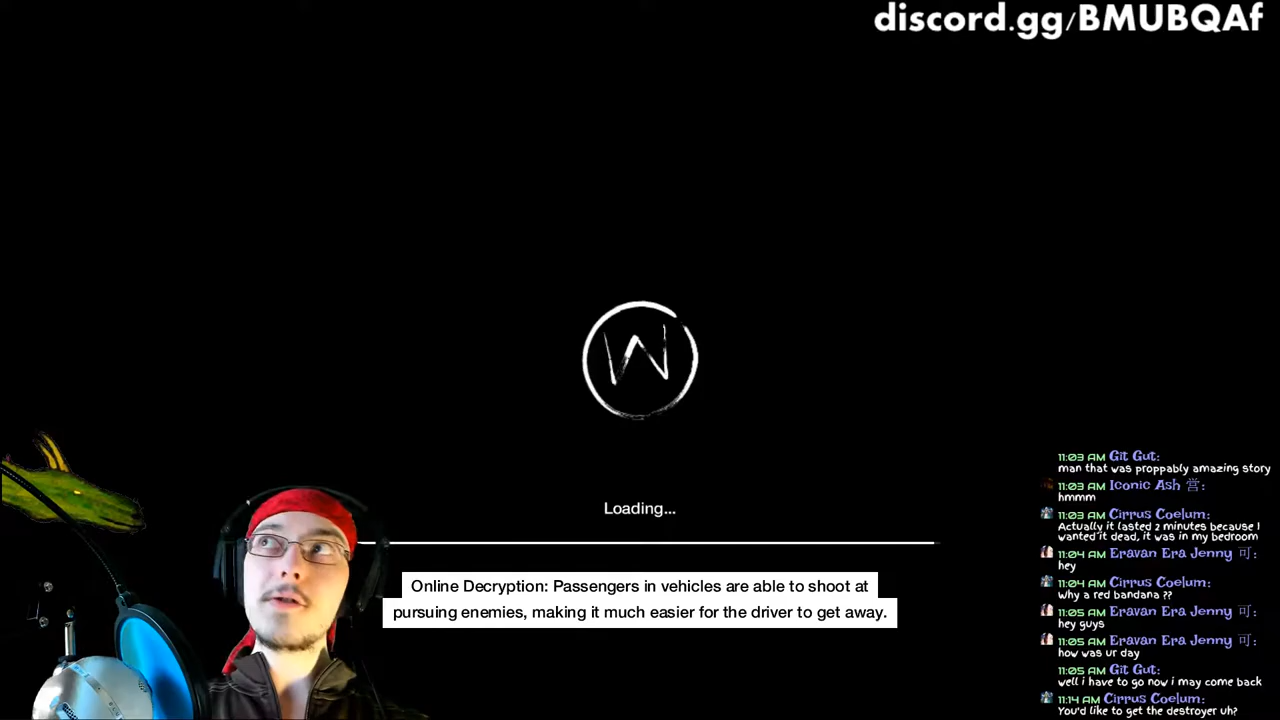 discord.gg/BMUBQAf
W
Loading...
Online Decryption: Passengers in vehicles are able to shoot at
pursuing enemies, making it much easier for the driver to get away.
11:03 AM Git Gut:
man that was proppably amazing story
11:03 AM Iconic Ash 営:
hmmm
11:03 AM Cirrus Coelum:
Actually it lasted 2 minutes because I
wanted it dead, it was in my bedroom
11:04 AM Eravan Era Jenny 可:
hey
11:04 AM Cirrus Coelum:
why a red bandana ??
11:05 AM Eravan Era Jenny 可:
hey guys
11:05 AM Eravan Era Jenny 可:
how was ur day
11:05 AM Git Gut:
well i have to go now i may come back
11:14 AM Cirrus Coelum:
You'd like to get the destroyer uh?